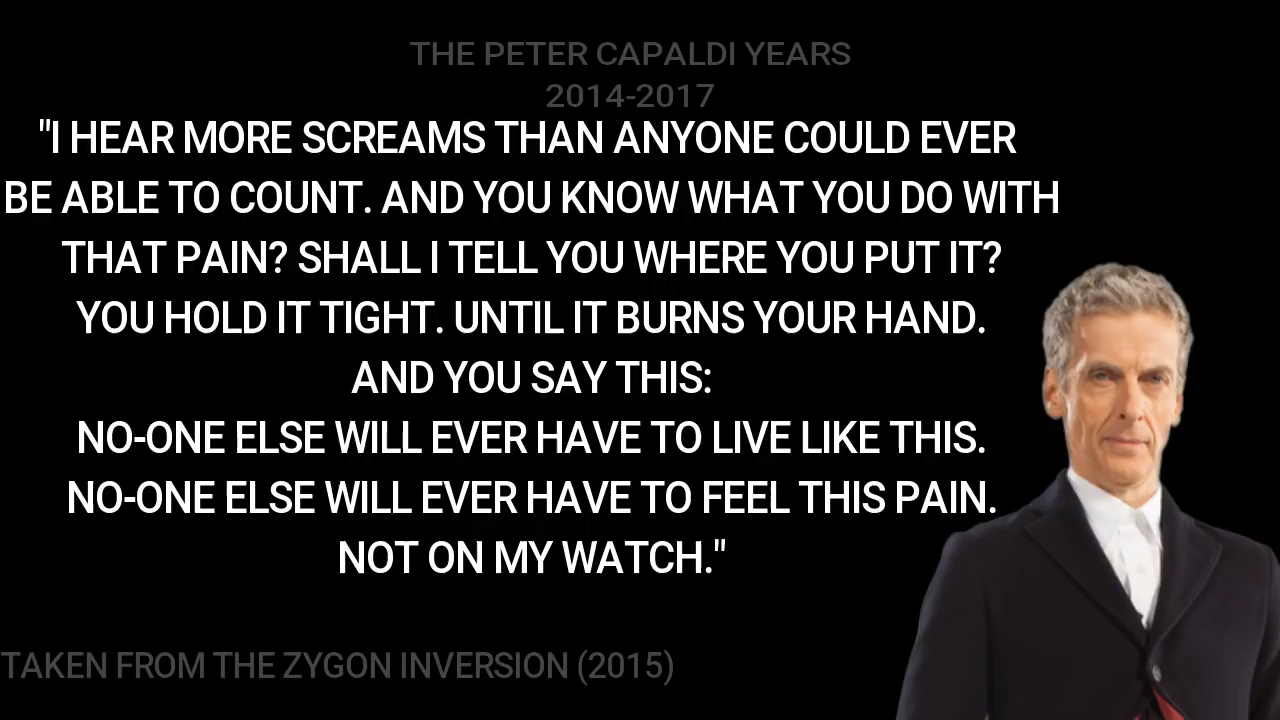 THE PETER CAPALDI YEARS
2014-2017
"I HEAR MORE SCREAMS THAN ANYONE COULD EVER
BE ABLE TO COUNT. AND YOU KNOW WHAT YOU DO WITH
THAT PAIN? SHALL I TELL YOU WHERE YOU PUT IT?
YOU HOLD IT TIGHT. UNTIL IT BURNS YOUR HAND.
AND YOU SAY THIS:
NO-ONE ELSE WILL EVER HAVE TO LIVE LIKE THIS.
NO-ONE ELSE WILL EVER HAVE TO FEEL THIS PAIN.
NOT ON MY WATCH."
TAKEN FROM THE ZYGON INVERSION (2015)